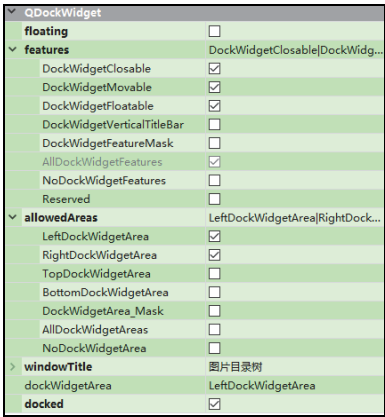 QDockWidget
floating
features DockWidgetClosable|DockWidg...
DockWidgetClosable
DockWidgetMovable
DockWidgetFloatable
DockWidgetVerticalTitleBar
DockWidgetFeatureMask
AllDockWidgetFeatures
NoDockWidgetFeatures
Reserved
allowedAreas LeftDockWidgetArea|RightDock...
LeftDockWidgetArea
RightDockWidgetArea
TopDockWidgetArea
BottomDockWidgetArea
DockWidgetArea_Mask
AllDockWidgetAreas
NoDockWidgetArea
windowTitle 图片目录树
dockWidgetArea LeftDockWidgetArea
docked